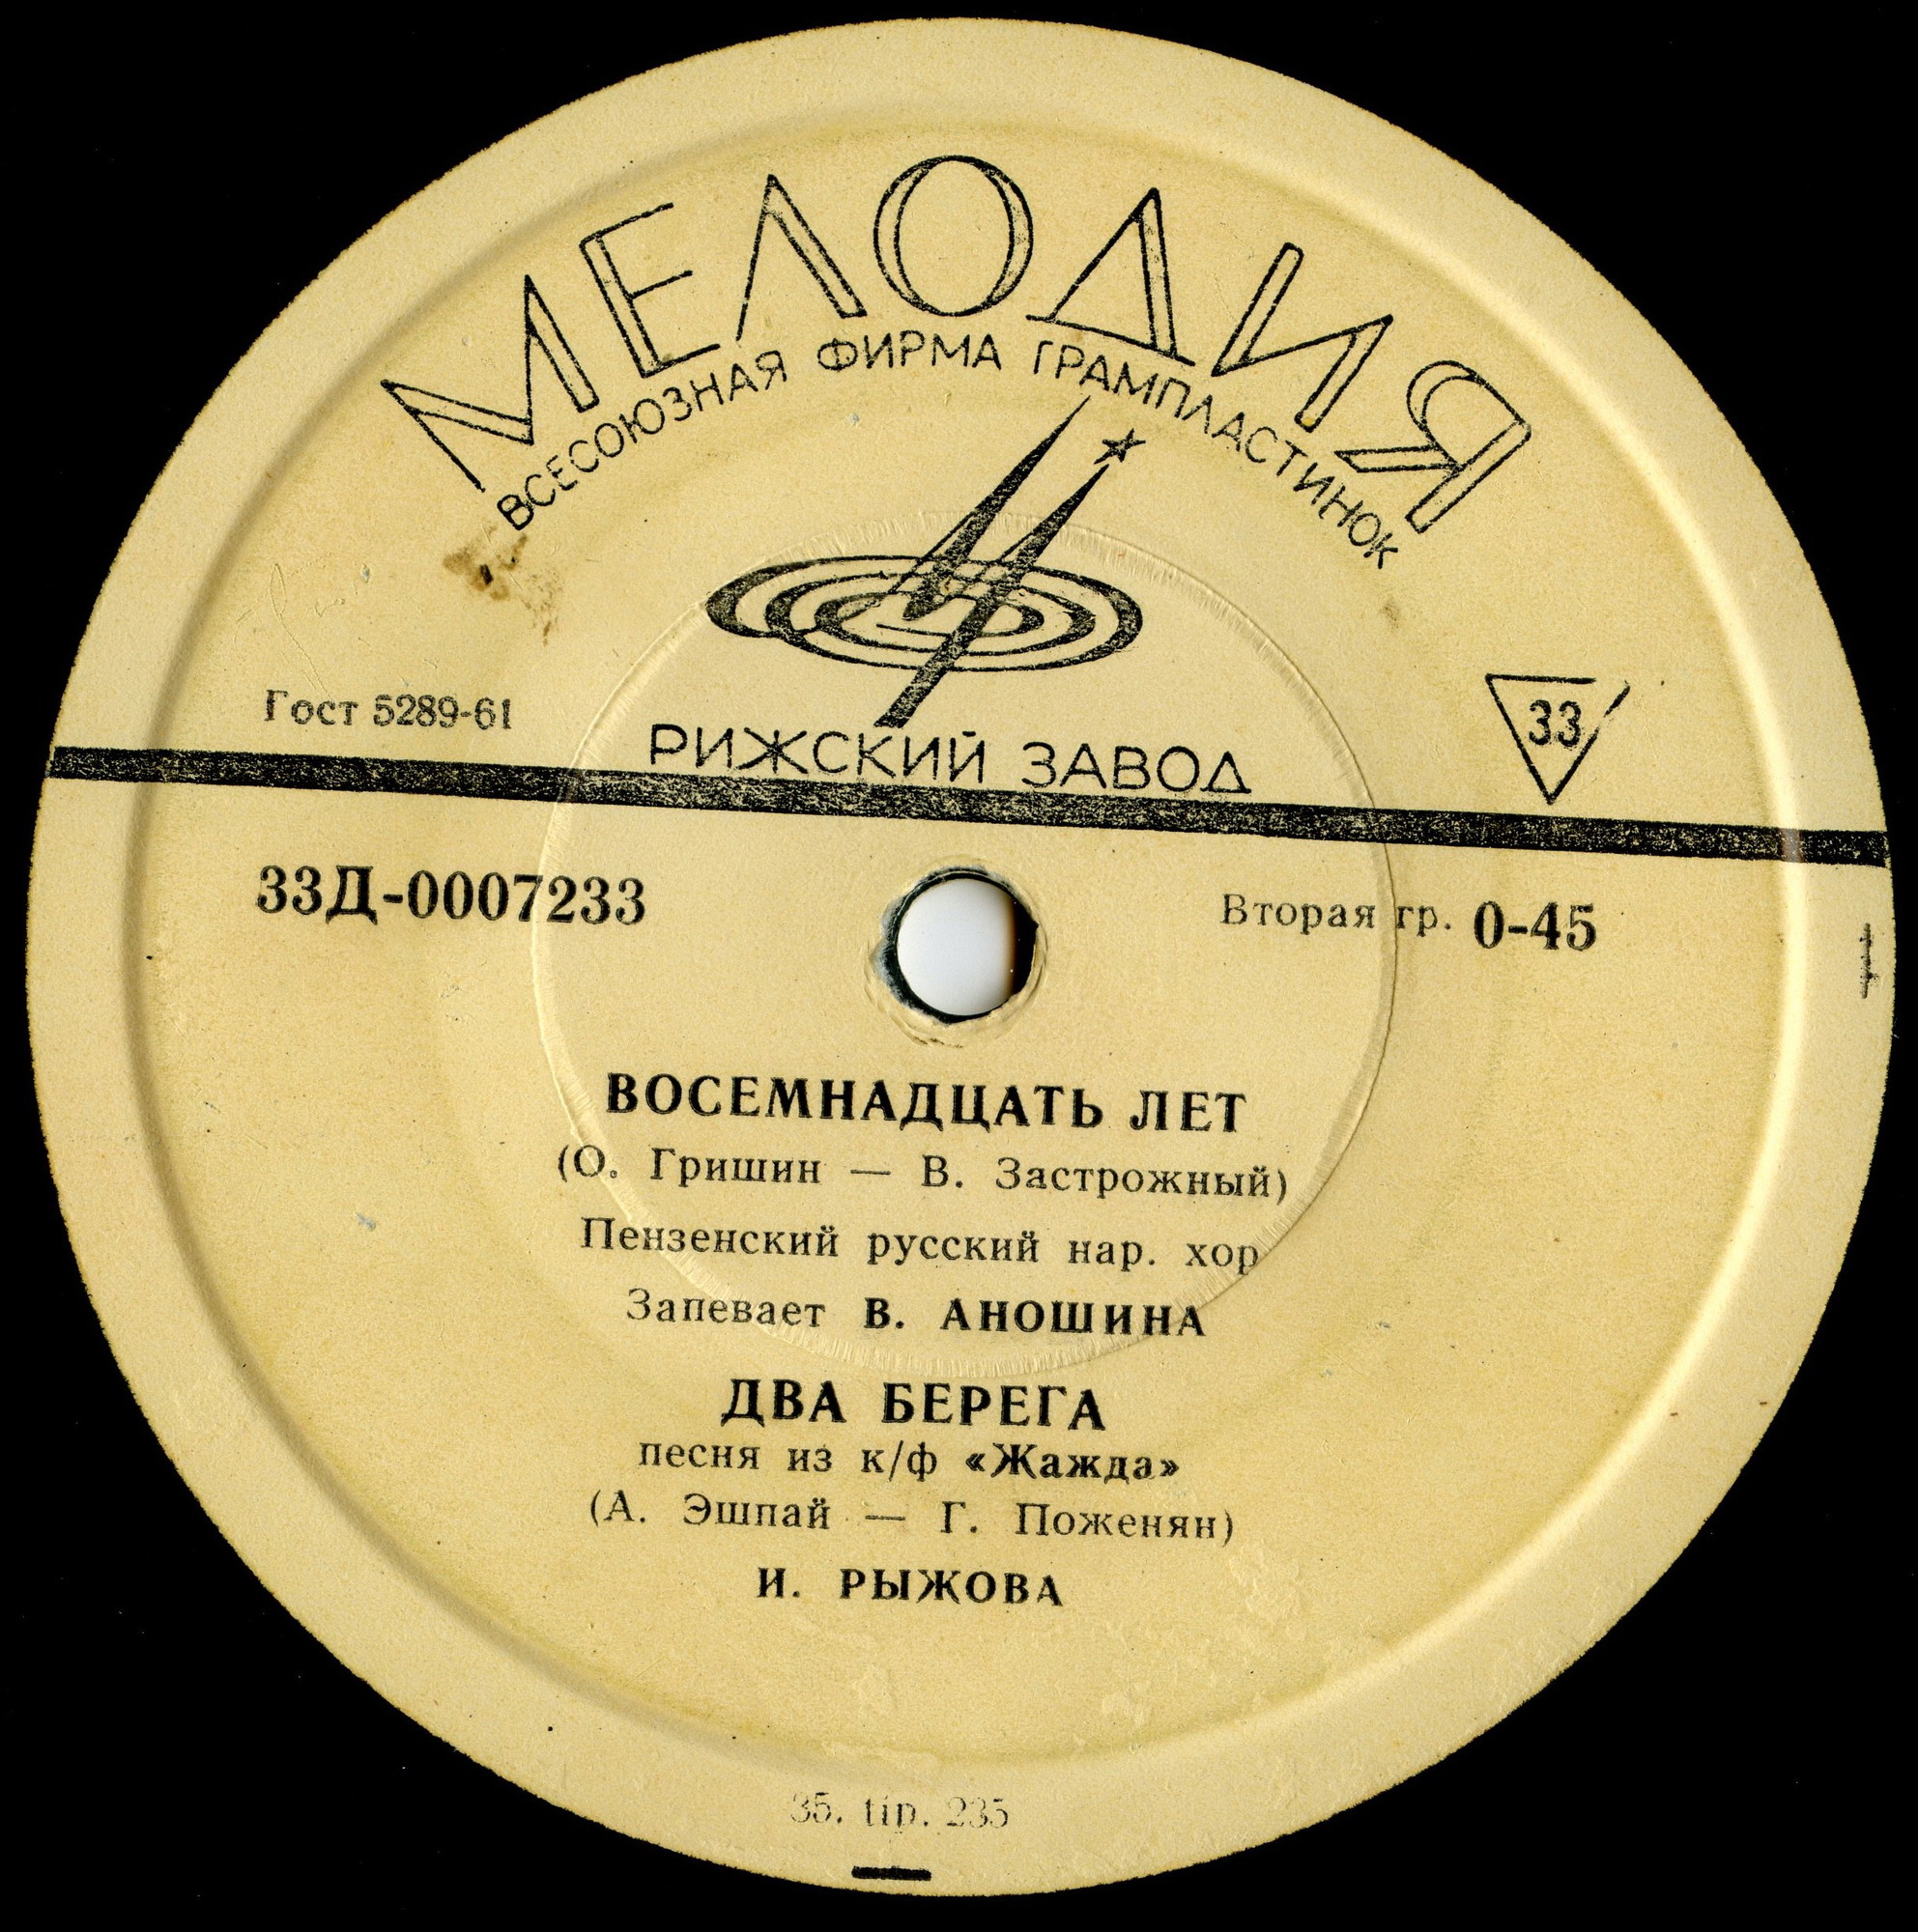 МЕЛОДИЯ
ВСЕСОЮЗНАЯ ФИРМА ГРАМПЛАСТИНОК
Гост 5289-61
33
РИЖСКИЙ ЗАВОД
33Д-0007233
Вторая гр. 0-45
ВОСЕМНАДЦАТЬ ЛЕТ
(О. Гришин — В. Застрожный)
Пензенский русский нар. хор
Запевает В. АНОШИНА
ДВА БЕРЕГА
песня из к/ф «Жажда»
(А. Эшпай — Г. Поженян)
И. РЫЖОВА
35. tip. 235